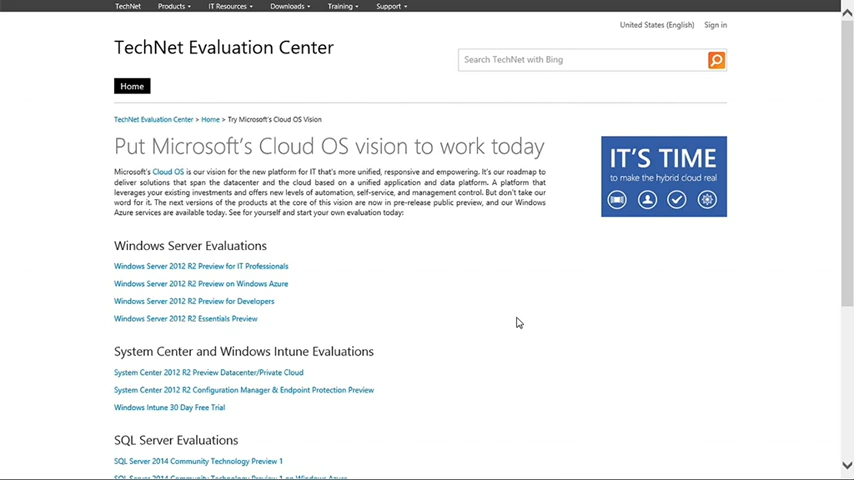 TechNet Products IT Resources Downloads Training Support
United States (English) Sign in
TechNet Evaluation Center
Search TechNet with Bing
Home
TechNet Evaluation Center > Home > Try Microsoft's Cloud OS Vision
Put Microsoft's Cloud OS vision to work today
IT'S TIME
to make the hybrid cloud real
Microsoft's Cloud OS is our vision for the new platform for IT that's more unified, responsive and empowering. It's our roadmap to
deliver solutions that span the datacenter and the cloud based on a unified application and data platform. A platform that
leverages your existing investments and offers new levels of automation, self-service, and management control. But don't take our
word for it. The next versions of the products at the core of this vision are now in pre-release public preview, and our Windows
Azure services are available today. See for yourself and start your own evaluation today:
Windows Server Evaluations
Windows Server 2012 R2 Preview for IT Professionals
Windows Server 2012 R2 Preview on Windows Azure
Windows Server 2012 R2 Preview for Developers
Windows Server 2012 R2 Essentials Preview
System Center and Windows Intune Evaluations
System Center 2012 R2 Preview Datacenter/Private Cloud
System Center 2012 R2 Configuration Manager & Endpoint Protection Preview
Windows Intune 30 Day Free Trial
SQL Server Evaluations
SQL Server 2014 Community Technology Preview 1
SQL Server 2014 Community Technology Preview 1 on Windows Azure